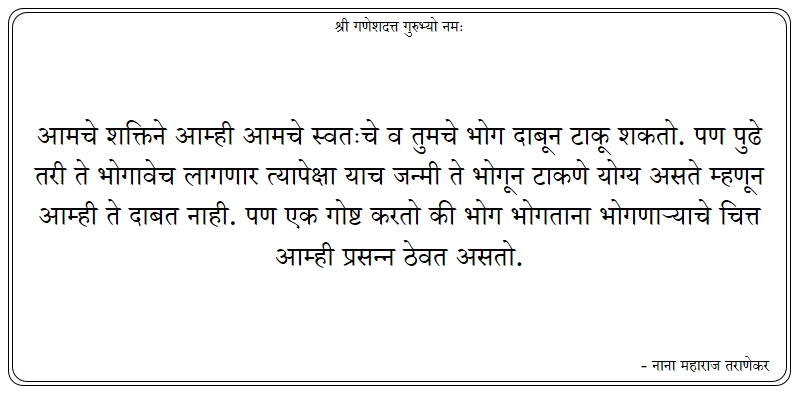 श्री गणेशदत्त गुरुभ्यो नमः
आमचे शक्तिने आम्ही आमचे स्वतःचे व तुमचे भोग दाबून टाकू शकतो. पण पुढे
तरी ते भोगावेच लागणार त्यापेक्षा याच जन्मी ते भोगून टाकणे योग्य असते म्हणून
आम्ही ते दाबत नाही. पण एक गोष्ट करतो की भोग भोगताना भोगणाऱ्याचे चित्त
आम्ही प्रसन्न ठेवत असतो.
- नाना महाराज तराणेकर